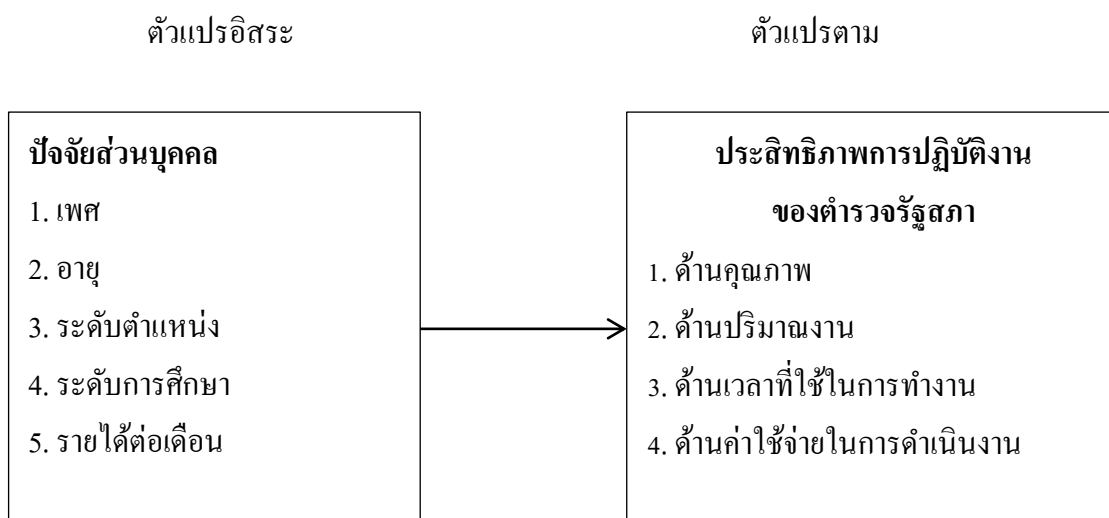 ตัวแปรอิสระ
ตัวแปรตาม
ปัจจัยส่วนบุคคล
1. เพศ
2. อายุ
3. ระดับตำแหน่ง
4. ระดับการศึกษา
5. รายได้ต่อเดือน
ประสิทธิภาพการปฏิบัติงาน
ของตำรวจรัฐสภา
1. ด้านคุณภาพ
2. ด้านปริมาณงาน
3. ด้านเวลาที่ใช้ในการทำงาน
4. ด้านค่าใช้จ่ายในการดำเนินงาน